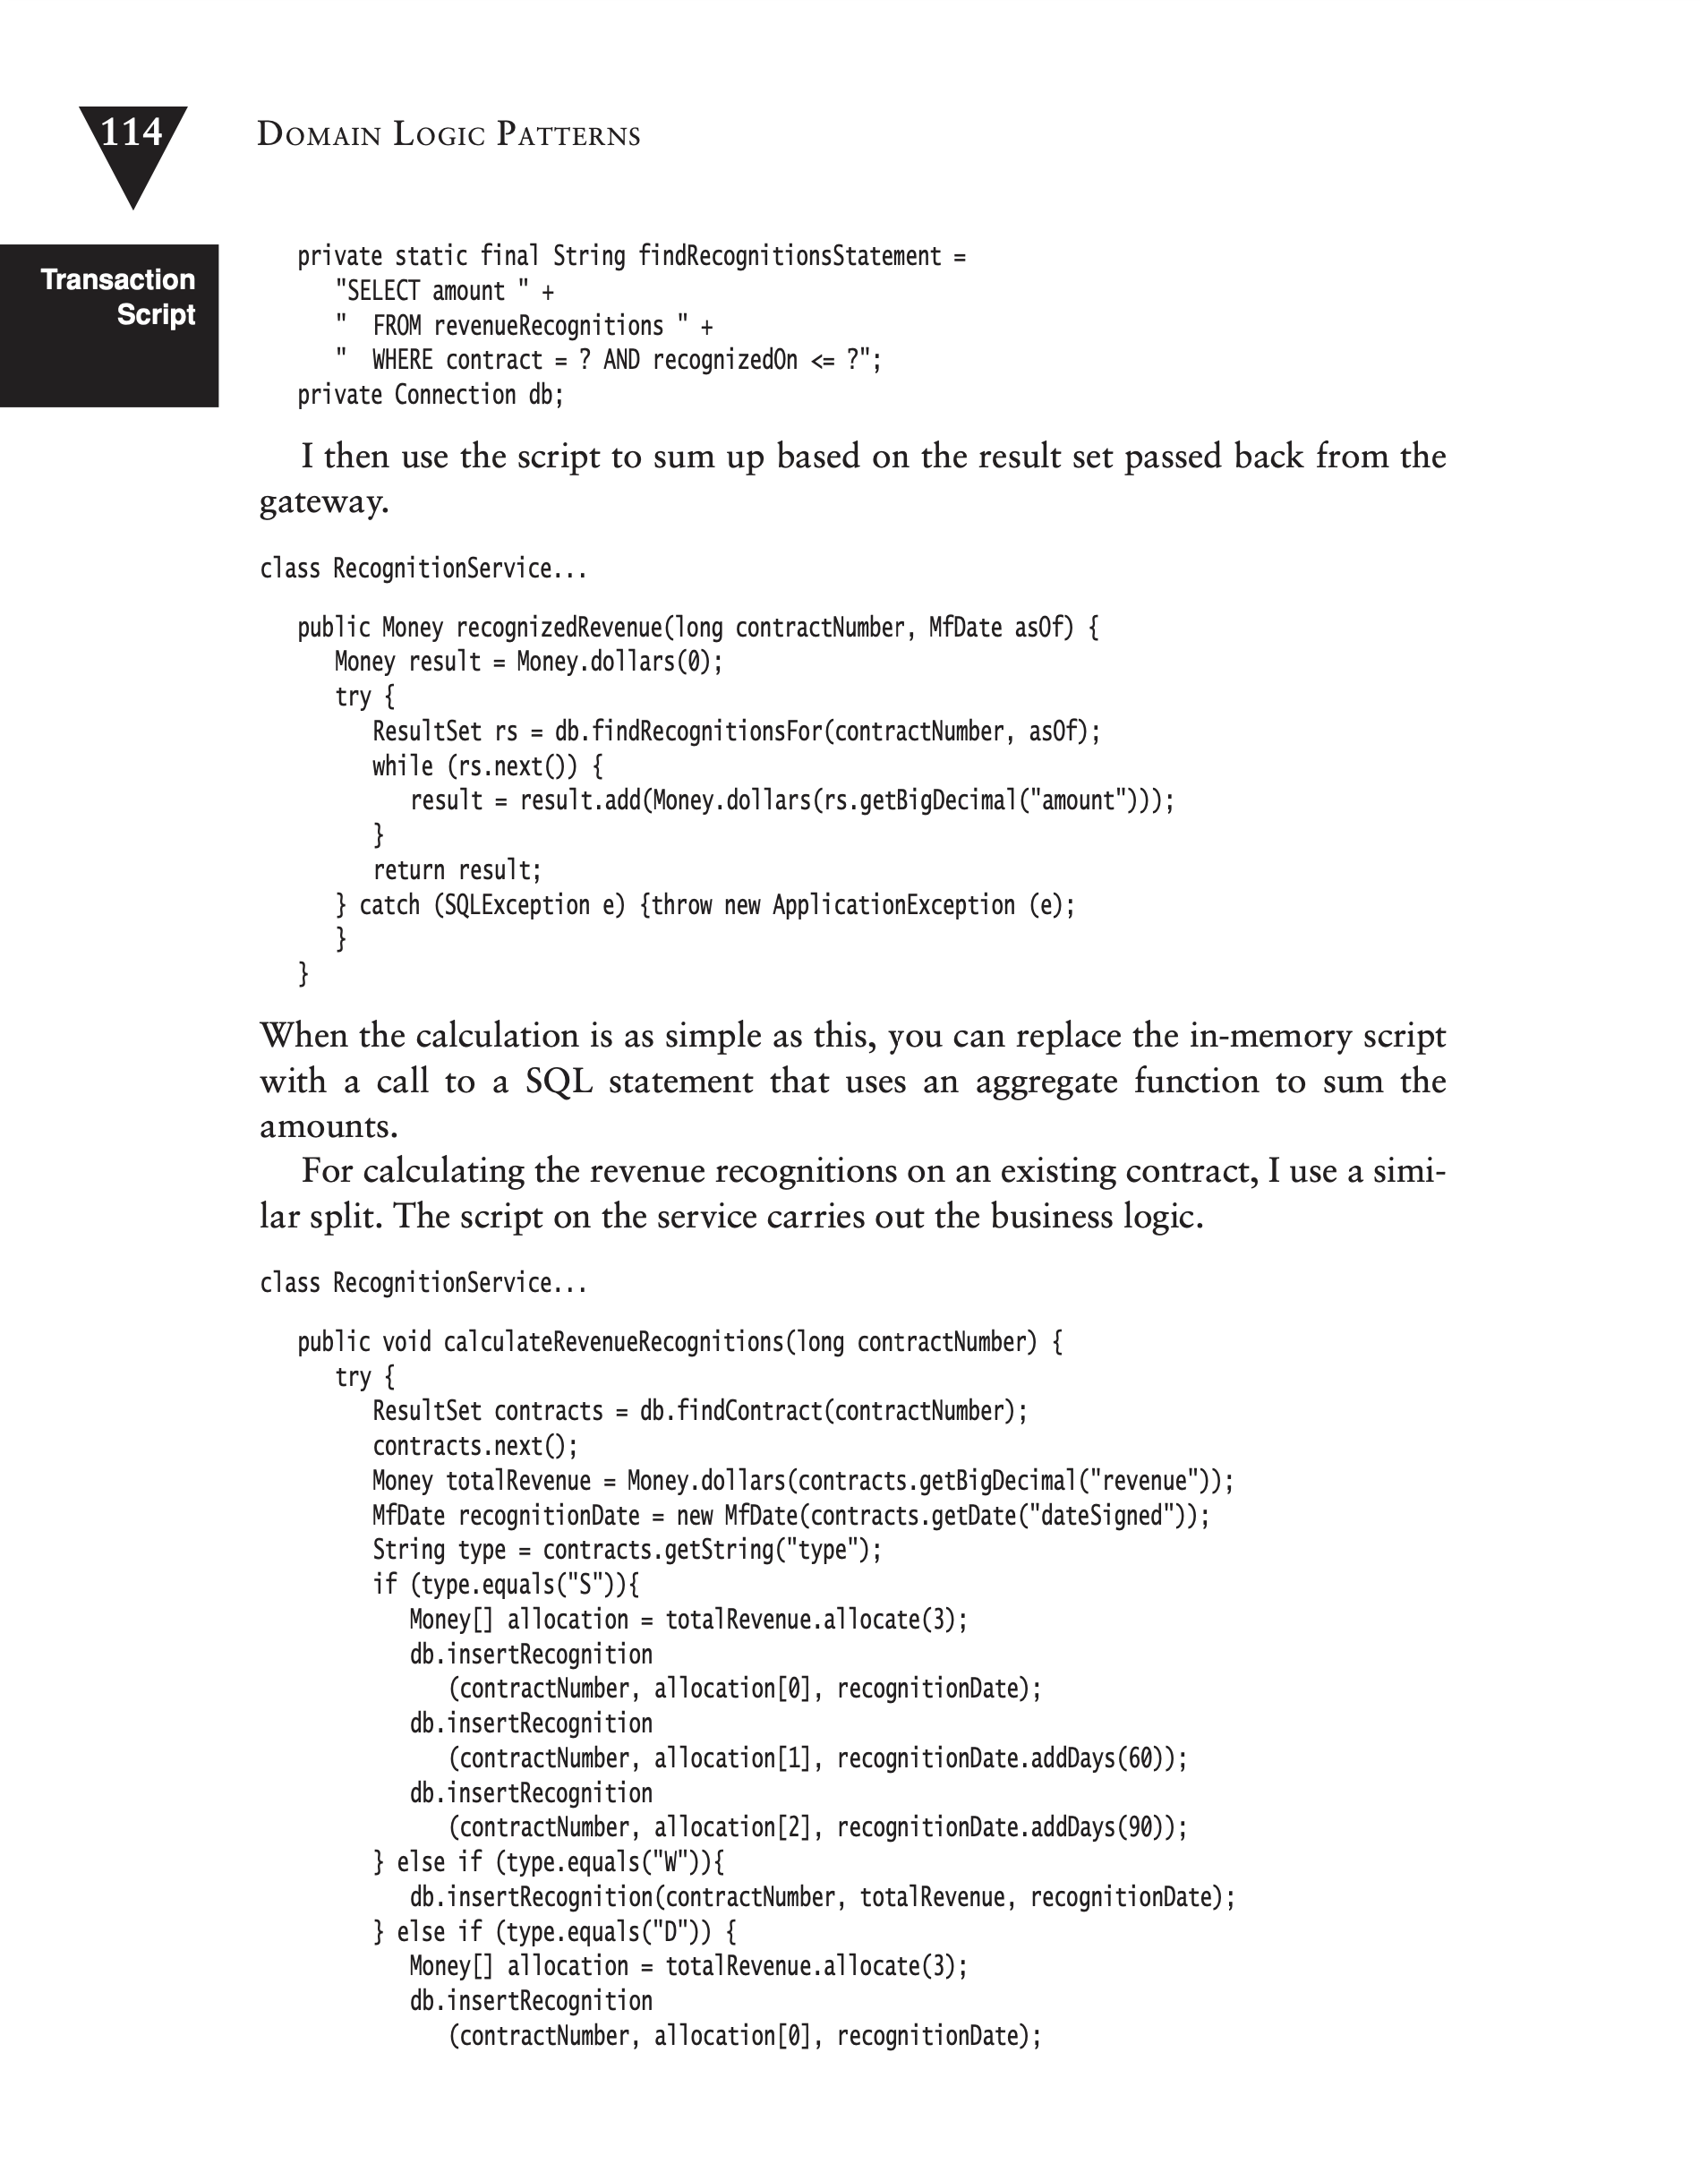 114
DOMAIN LOGIC PATTERNS
Transaction
Script
private static final String findRecognitionsStatement =
"SELECT amount " +
"  FROM revenueRecognitions " +
"  WHERE contract = ? AND recognizedOn <= ?";
private Connection db;
I then use the script to sum up based on the result set passed back from the
gateway.
class RecognitionService...
public Money recognizedRevenue(long contractNumber, MfDate asOf) {
Money result = Money.dollars(0);
try {
ResultSet rs = db.findRecognitionsFor(contractNumber, asOf);
while (rs.next()) {
result = result.add(Money.dollars(rs.getBigDecimal("amount")));
}
return result;
} catch (SQLException e) {throw new ApplicationException (e);
}
}
When the calculation is as simple as this, you can replace the in-memory script
with a call to a SQL statement that uses an aggregate function to sum the
amounts.
For calculating the revenue recognitions on an existing contract, I use a simi-
lar split. The script on the service carries out the business logic.
class RecognitionService...
public void calculateRevenueRecognitions(long contractNumber) {
try {
ResultSet contracts = db.findContract(contractNumber);
contracts.next();
Money totalRevenue = Money.dollars(contracts.getBigDecimal("revenue"));
MfDate recognitionDate = new MfDate(contracts.getDate("dateSigned"));
String type = contracts.getString("type");
if (type.equals("S")){
Money[] allocation = totalRevenue.allocate(3);
db.insertRecognition
(contractNumber, allocation[0], recognitionDate);
db.insertRecognition
(contractNumber, allocation[1], recognitionDate.addDays(60));
db.insertRecognition
(contractNumber, allocation[2], recognitionDate.addDays(90));
} else if (type.equals("W")){
db.insertRecognition(contractNumber, totalRevenue, recognitionDate);
} else if (type.equals("D")) {
Money[] allocation = totalRevenue.allocate(3);
db.insertRecognition
(contractNumber, allocation[0], recognitionDate);